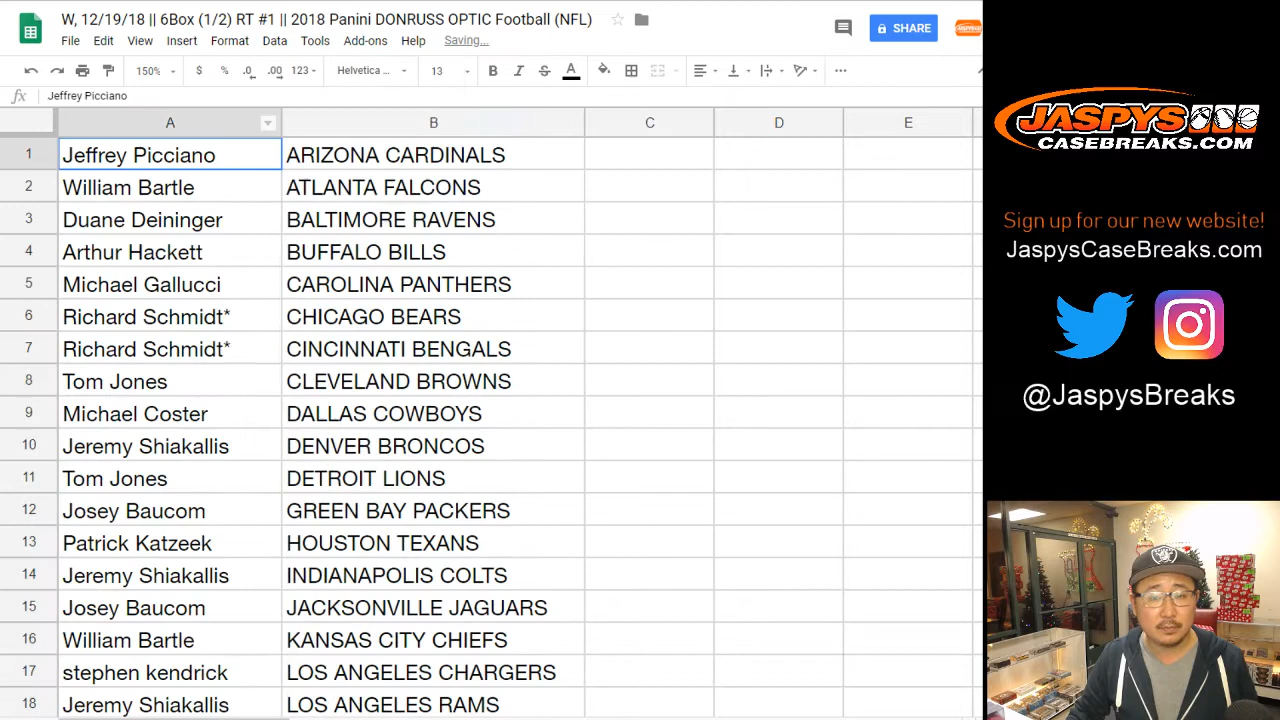 W, 12/19/18 || 6Box (1/2) RT #1 || 2018 Panini DONRUSS OPTIC Football (NFL)
File Edit View Insert Format Data Tools Add-ons Help Saving...
SHARE
150% $ % .0 .00 123 Helvetica ... 13 B I S A
fx Jeffrey Picciano
A B C D E
1 Jeffrey Picciano ARIZONA CARDINALS
2 William Bartle ATLANTA FALCONS
3 Duane Deininger BALTIMORE RAVENS
4 Arthur Hackett BUFFALO BILLS
5 Michael Gallucci CAROLINA PANTHERS
6 Richard Schmidt* CHICAGO BEARS
7 Richard Schmidt* CINCINNATI BENGALS
8 Tom Jones CLEVELAND BROWNS
9 Michael Coster DALLAS COWBOYS
10 Jeremy Shiakallis DENVER BRONCOS
11 Tom Jones DETROIT LIONS
12 Josey Baucom GREEN BAY PACKERS
13 Patrick Katzeek HOUSTON TEXANS
14 Jeremy Shiakallis INDIANAPOLIS COLTS
15 Josey Baucom JACKSONVILLE JAGUARS
16 William Bartle KANSAS CITY CHIEFS
17 stephen kendrick LOS ANGELES CHARGERS
18 Jeremy Shiakallis LOS ANGELES RAMS
JASPYS
CASEBREAKS.COM
Sign up for our new website!
JaspysCaseBreaks.com
@JaspysBreaks